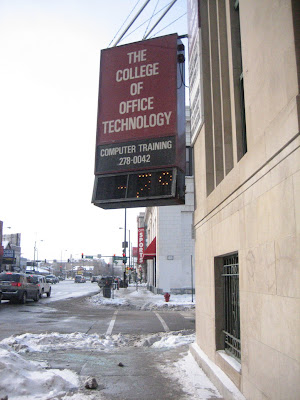 THE
COLLEGE
OF
OFFICE
TECHNOLOGY
COMPUTER TRAINING
278-0042